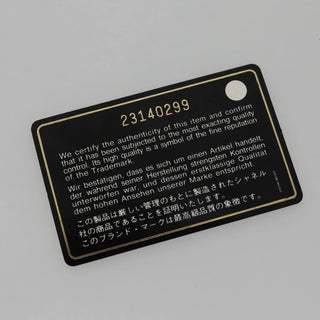 23140299
We certify the authenticity of this item and confirm
that it has been subjected to the most exacting quality
control. Its high quality is a symbol of the fine reputation
of the Trademark.
Wir bestätigen, dass es sich um einen Artikel handelt,
der während seiner Herstellung strengsten Kontrollen
unterworfen war, und dessen erstklassige Qualität
dem hohen Ansehen unserer Marke entspricht.
この製品は厳しい管理のもとに製造されたシャネル
社の商品であることを証明いたします。
このブランド・マークは最高級品質の象徴です。